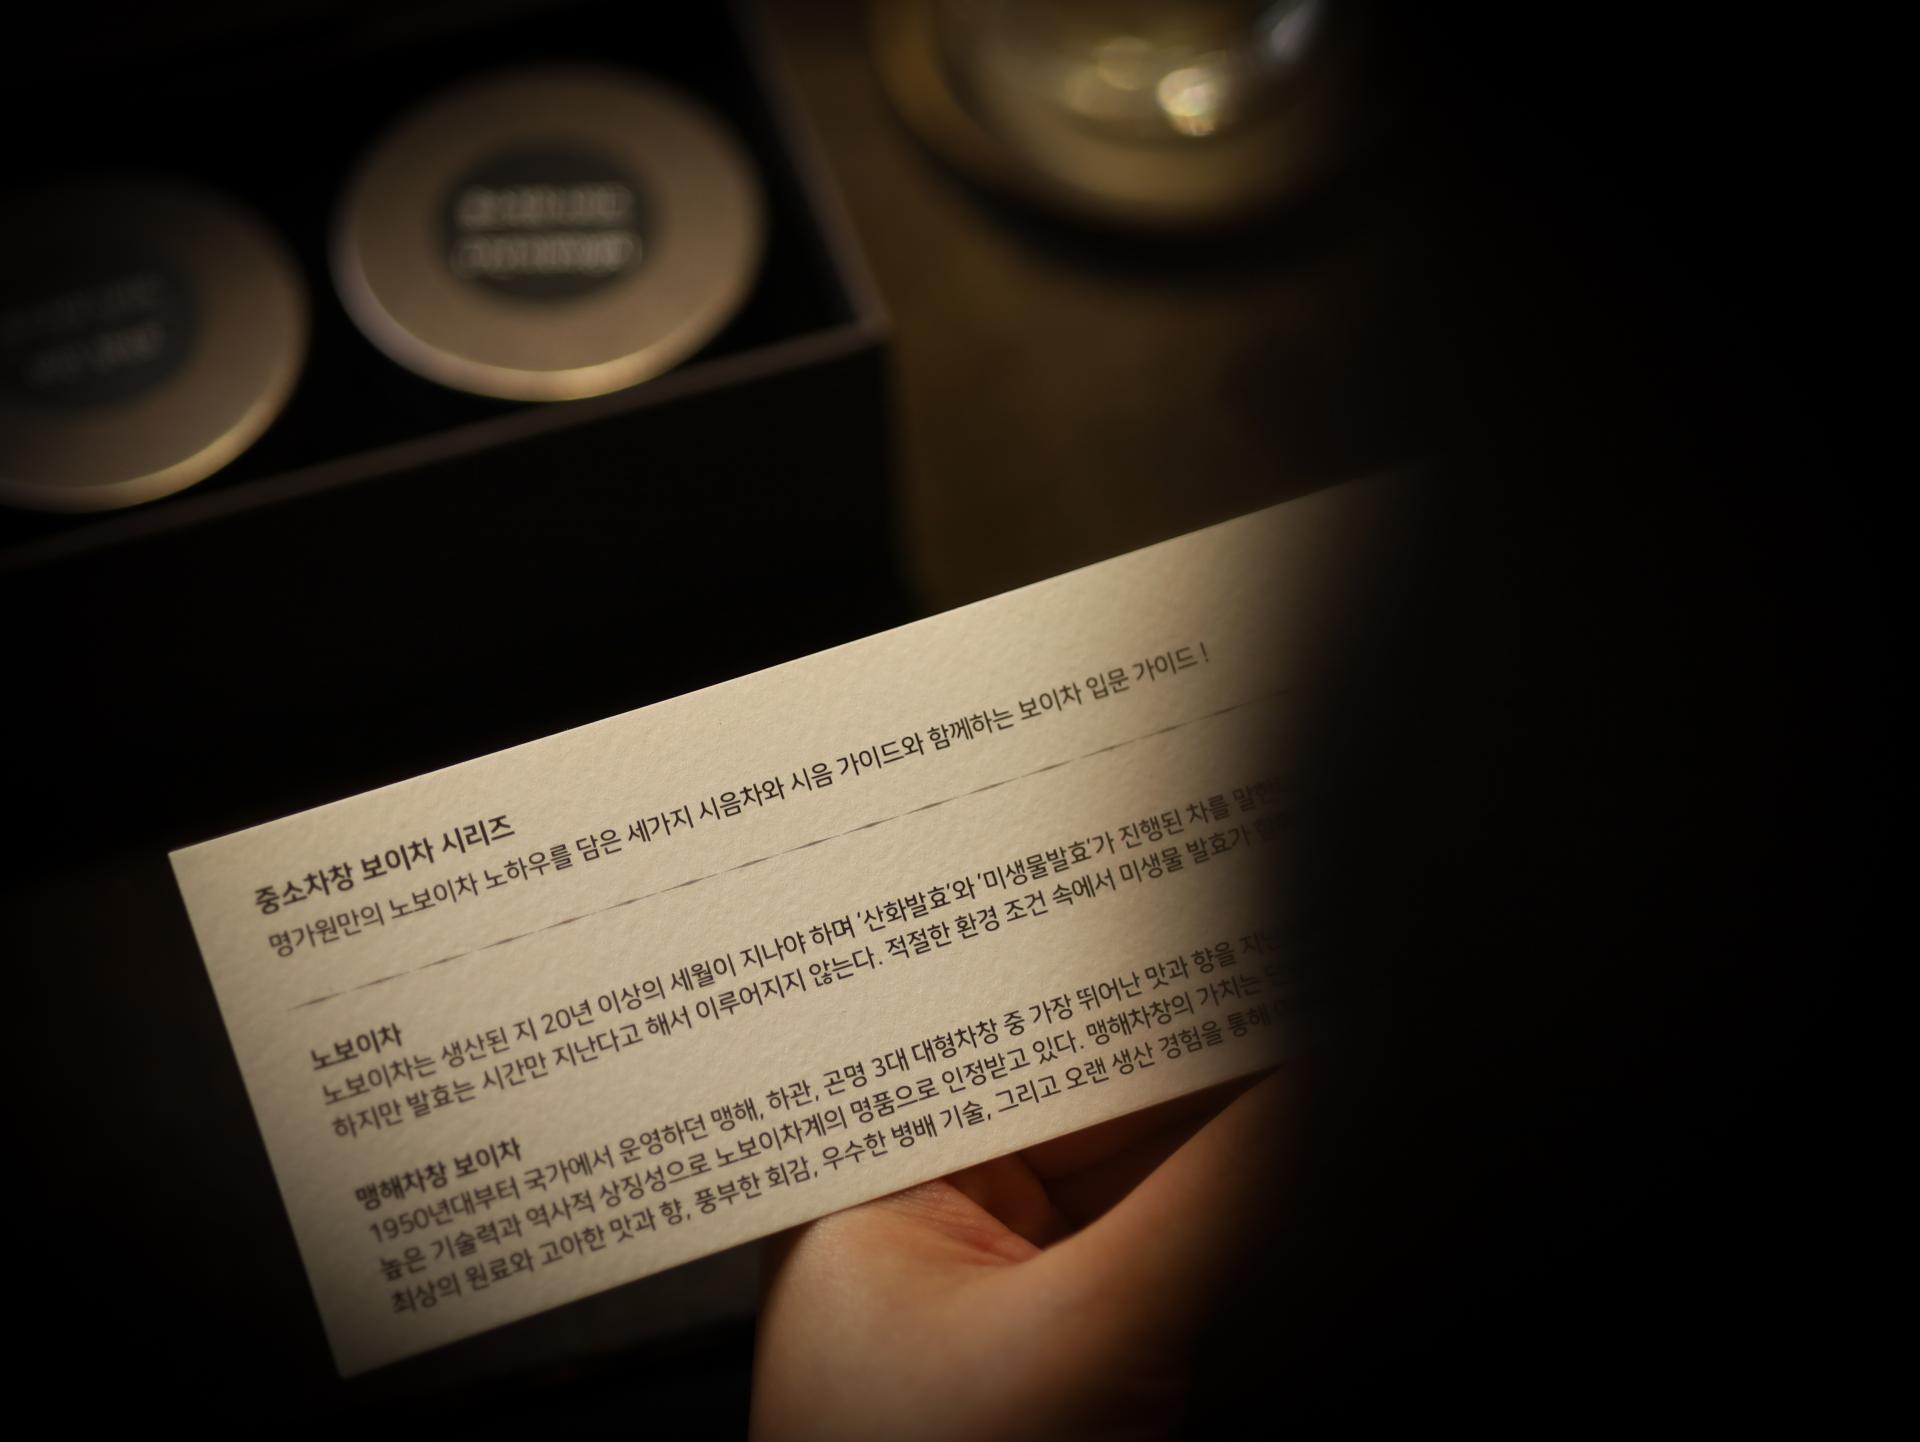 중소차창 보이차 시리즈
명가원만의 노보이차 노하우를 담은 세가지 시음차와 시음 가이드와 함께하는 보이차 입문 가이드 !
노보이차
노보이차는 생산된 지 20년 이상의 세월이 지나야 하며 '산화발효'와 '미생물발효'가 진행된 차를
하지만 발효는 시간만 지난다고 해서 이루어지지 않는다. 적절한 환경 조건 속에서 미생물 발효가
맹해차창 보이차
1950년대부터 국가에서 운영하던 맹해, 하관, 곤명 3대 대형차창 중 가장 뛰어난 맛과 향을
높은 기술력과 역사적 상징성으로 노보이차계의 명품으로 인정받고 있다. 맹해차창의 가치는
최상의 원료와 고아한 맛과 향, 풍부한 회감, 우수한 병배 기술, 그리고 오랜 생산 경험을 통해